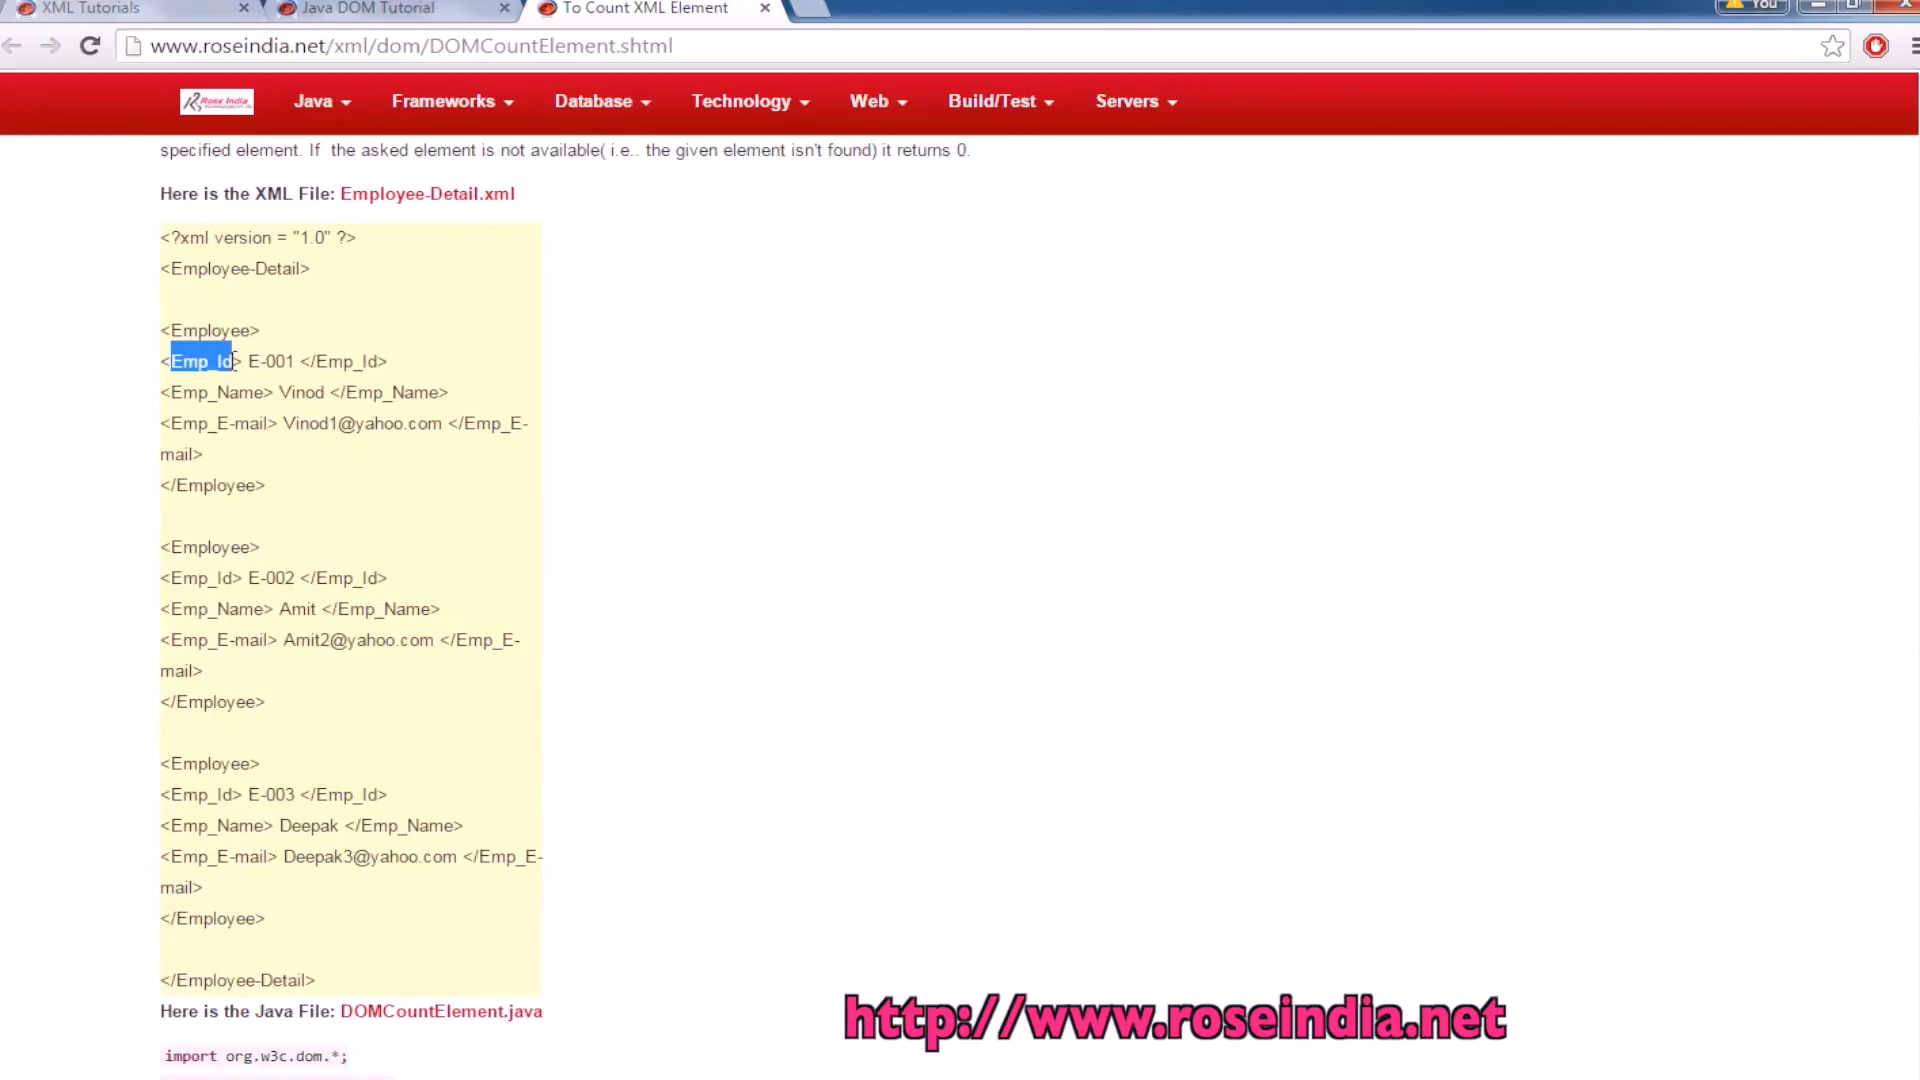 XML Tutorials
Java DOM Tutorial
To Count XML Element
You
www.roseindia.net/xml/dom/DOMCountElement.shtml
Rose India
Java
Frameworks
Database
Technology
Web
Build/Test
Servers
specified element. If the asked element is not available( i.e.. the given element isn't found) it returns 0.
Here is the XML File: Employee-Detail.xml
<?xml version = "1.0" ?>
<Employee-Detail>
<Employee>
<Emp_Id> E-001 </Emp_Id>
<Emp_Name> Vinod </Emp_Name>
<Emp_E-mail> Vinod1@yahoo.com </Emp_E-
mail>
</Employee>
<Employee>
<Emp_Id> E-002 </Emp_Id>
<Emp_Name> Amit </Emp_Name>
<Emp_E-mail> Amit2@yahoo.com </Emp_E-
mail>
</Employee>
<Employee>
<Emp_Id> E-003 </Emp_Id>
<Emp_Name> Deepak </Emp_Name>
<Emp_E-mail> Deepak3@yahoo.com </Emp_E-
mail>
</Employee>
</Employee-Detail>
Here is the Java File: DOMCountElement.java
http://www.roseindia.net
import org.w3c.dom.*;